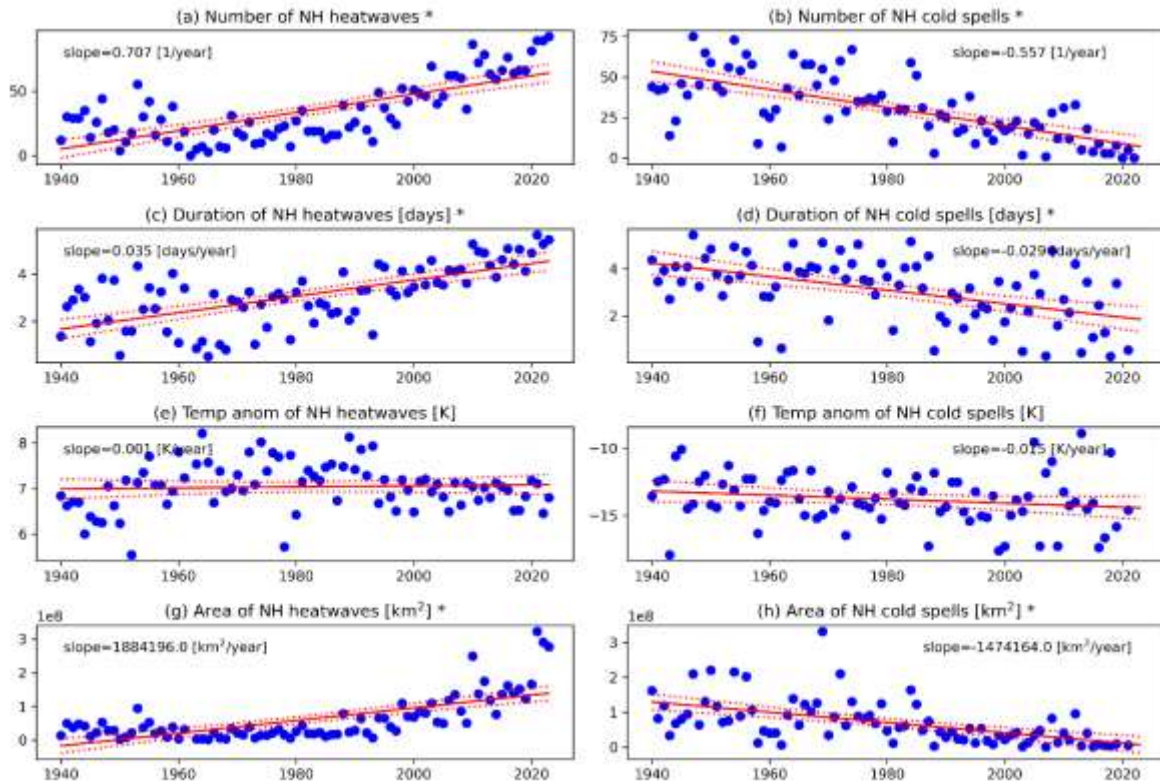 (a) Number of NH heatwaves *
slope=0.707 [1/year]
50
0
1940 1960 1980 2000 2020
(b) Number of NH cold spells *
slope=-0.557 [1/year]
75
50
25
0
1940 1960 1980 2000 2020
(c) Duration of NH heatwaves [days] *
slope=0.035 [days/year]
4
2
1940 1960 1980 2000 2020
(d) Duration of NH cold spells [days] *
slope=-0.029 [days/year]
4
2
1940 1960 1980 2000 2020
(e) Temp anom of NH heatwaves [K]
slope=0.001 [K/year]
8
7
6
1940 1960 1980 2000 2020
(f) Temp anom of NH cold spells [K]
slope=-0.015 [K/year]
−10
−15
1940 1960 1980 2000 2020
(g) Area of NH heatwaves [km²] *
1e8
slope=1884196.0 [km²/year]
3
2
1
0
1940 1960 1980 2000 2020
(h) Area of NH cold spells [km²] *
1e8
slope=-1474164.0 [km²/year]
3
2
1
0
1940 1960 1980 2000 2020